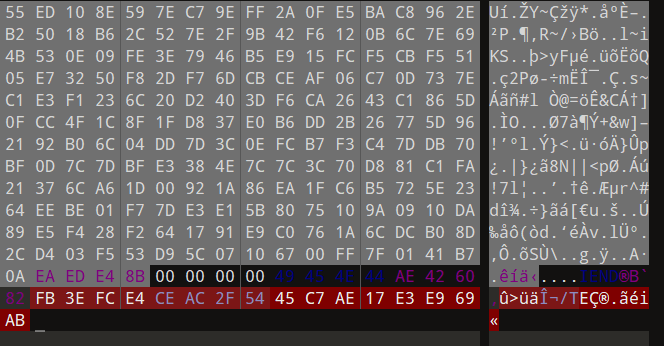 55 ED 10 8E 59 7E C7 9E FF 2A 0F E5 BA C8 96 2E Uí.ŽY~Çžÿ*.åºÈ–.
B2 50 18 B6 2C 52 7E 2F 9B 42 F6 12 0B 6C 7E 69 ²P.¶,R~/›Bö..l~i
4B 53 0E 09 FE 3E 79 46 B5 E9 15 FC F5 CB F5 51 KS..þ>yFµé.üõËõQ
05 E7 32 50 F8 2D F7 6D CB CE AF 06 C7 0D 73 7E .ç2Pø-÷mËÎ¯.Ç.s~
C1 E3 F1 23 6C 20 D2 40 3D F6 CA 26 43 C1 86 5D Áãñ#l Ò@=öÊ&CÁ†]
0F CC 4F 1C 8F 1F D8 37 E0 B6 DD 2B 26 77 5D 96 .ÌO...Ø7à¶Ý+&w]–
21 92 B0 6C 04 DD 7D 3C 0E FC B7 F3 C4 7D DB 70 !’°l.Ý}<.ü·óÄ}Ûp
BF 0D 7C 7D BF E3 38 4E 7C 7C 3C 70 D8 81 C1 FA ¿.|}¿ã8N||<pØ.Áú
21 37 6C A6 1D 00 92 1A 86 EA 1F C6 B5 72 5E 23 !7l¦..’.†ê.Æµr^#
64 EE BE 01 F7 7D E3 E1 5B 80 75 10 9A 09 10 DA dî¾.÷}ãá[€u.š..Ú
89 E5 F4 28 F2 64 17 91 E9 C0 76 1A 6C DC B0 8D ‰åô(òd.‘éÀv.lÜ°.
2C D4 03 F5 53 D9 5C 07 10 67 00 FF 7F 01 41 B7 ,Ô.õSÙ\..g.ÿ..A·
0A EA ED E4 8B 00 00 00 00 49 45 4E 44 AE 42 60 .êíä‹....IEND®B`
82 FB 3E FC E4 CE AC 2F 54 45 C7 AE 17 E3 E9 69 ‚û>üäÎ¬/TEÇ®.ãéi
AB «